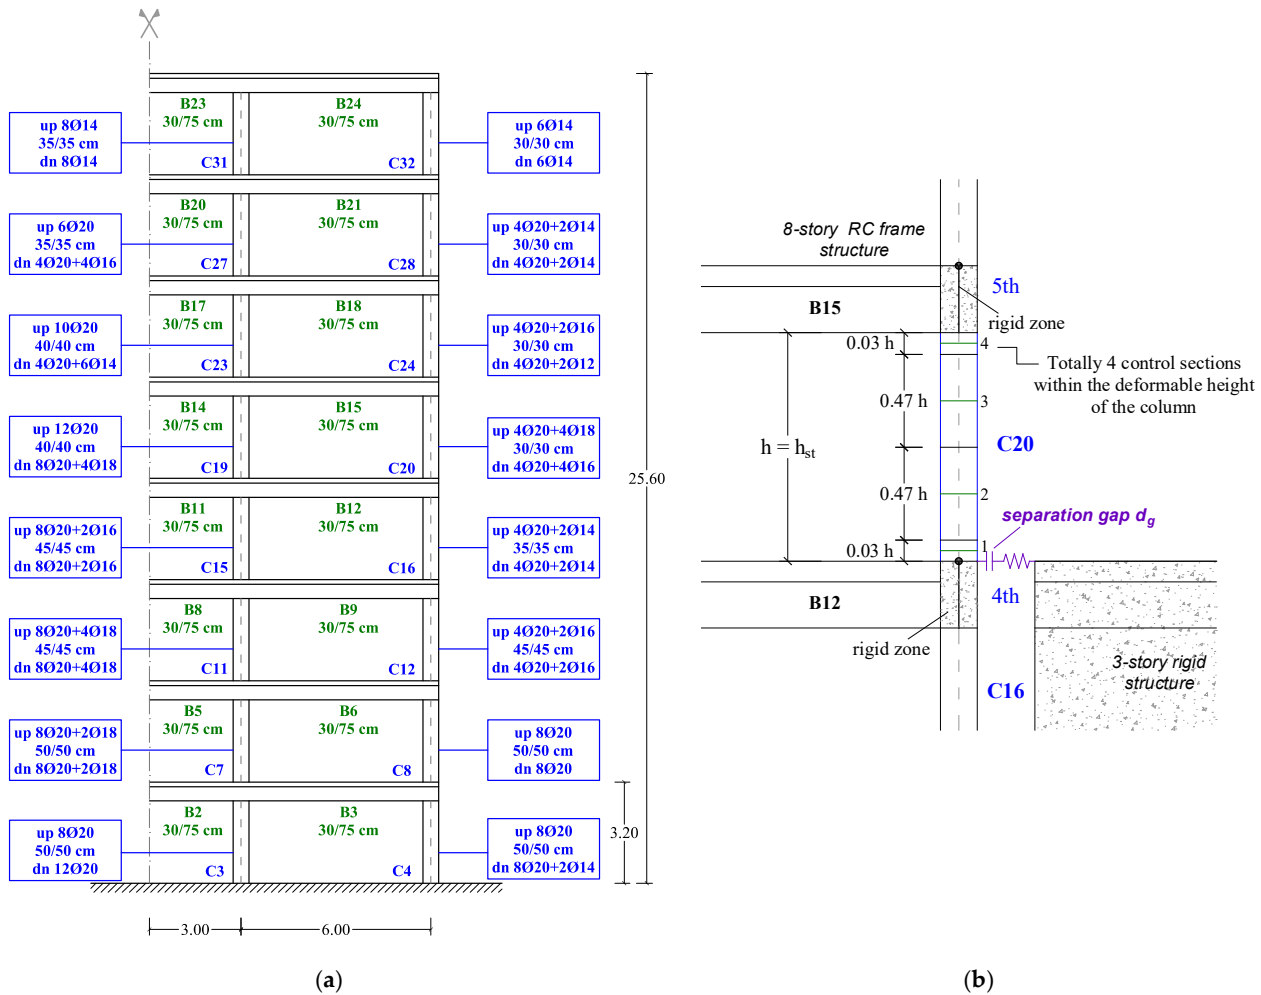 B23
30/75 cm
B24
30/75 cm
up 8Ø14
35/35 cm
dn 8Ø14
C31
C32
up 6Ø14
30/30 cm
dn 6Ø14
B20
30/75 cm
B21
30/75 cm
up 6Ø20
35/35 cm
dn 4Ø20+4Ø16
C27
C28
up 4Ø20+2Ø14
30/30 cm
dn 4Ø20+2Ø14
B17
30/75 cm
B18
30/75 cm
up 10Ø20
40/40 cm
dn 4Ø20+6Ø14
C23
C24
up 4Ø20+2Ø16
30/30 cm
dn 4Ø20+2Ø12
B14
30/75 cm
B15
30/75 cm
up 12Ø20
40/40 cm
dn 8Ø20+4Ø18
C19
C20
up 4Ø20+4Ø18
30/30 cm
dn 4Ø20+4Ø16
25.60
B11
30/75 cm
B12
30/75 cm
up 8Ø20+2Ø16
45/45 cm
dn 8Ø20+2Ø16
C15
C16
up 4Ø20+2Ø14
35/35 cm
dn 4Ø20+2Ø14
B8
30/75 cm
B9
30/75 cm
up 8Ø20+4Ø18
45/45 cm
dn 8Ø20+4Ø18
C11
C12
up 4Ø20+2Ø16
45/45 cm
dn 4Ø20+2Ø16
B5
30/75 cm
B6
30/75 cm
up 8Ø20+2Ø18
50/50 cm
dn 8Ø20+2Ø18
C7
C8
up 8Ø20
50/50 cm
dn 8Ø20
B2
30/75 cm
B3
30/75 cm
up 8Ø20
50/50 cm
dn 12Ø20
C3
C4
up 8Ø20
50/50 cm
dn 8Ø20+2Ø14
3.20
3.00
6.00
(a)
8-story RC frame
structure
5th
B15
rigid zone
0.03 h
4
Totally 4 control sections
within the deformable height
of the column
0.47 h
3
C20
h = hst
0.47 h
2
separation gap dg
0.03 h
1
4th
B12
rigid zone
3-story rigid
structure
C16
(b)